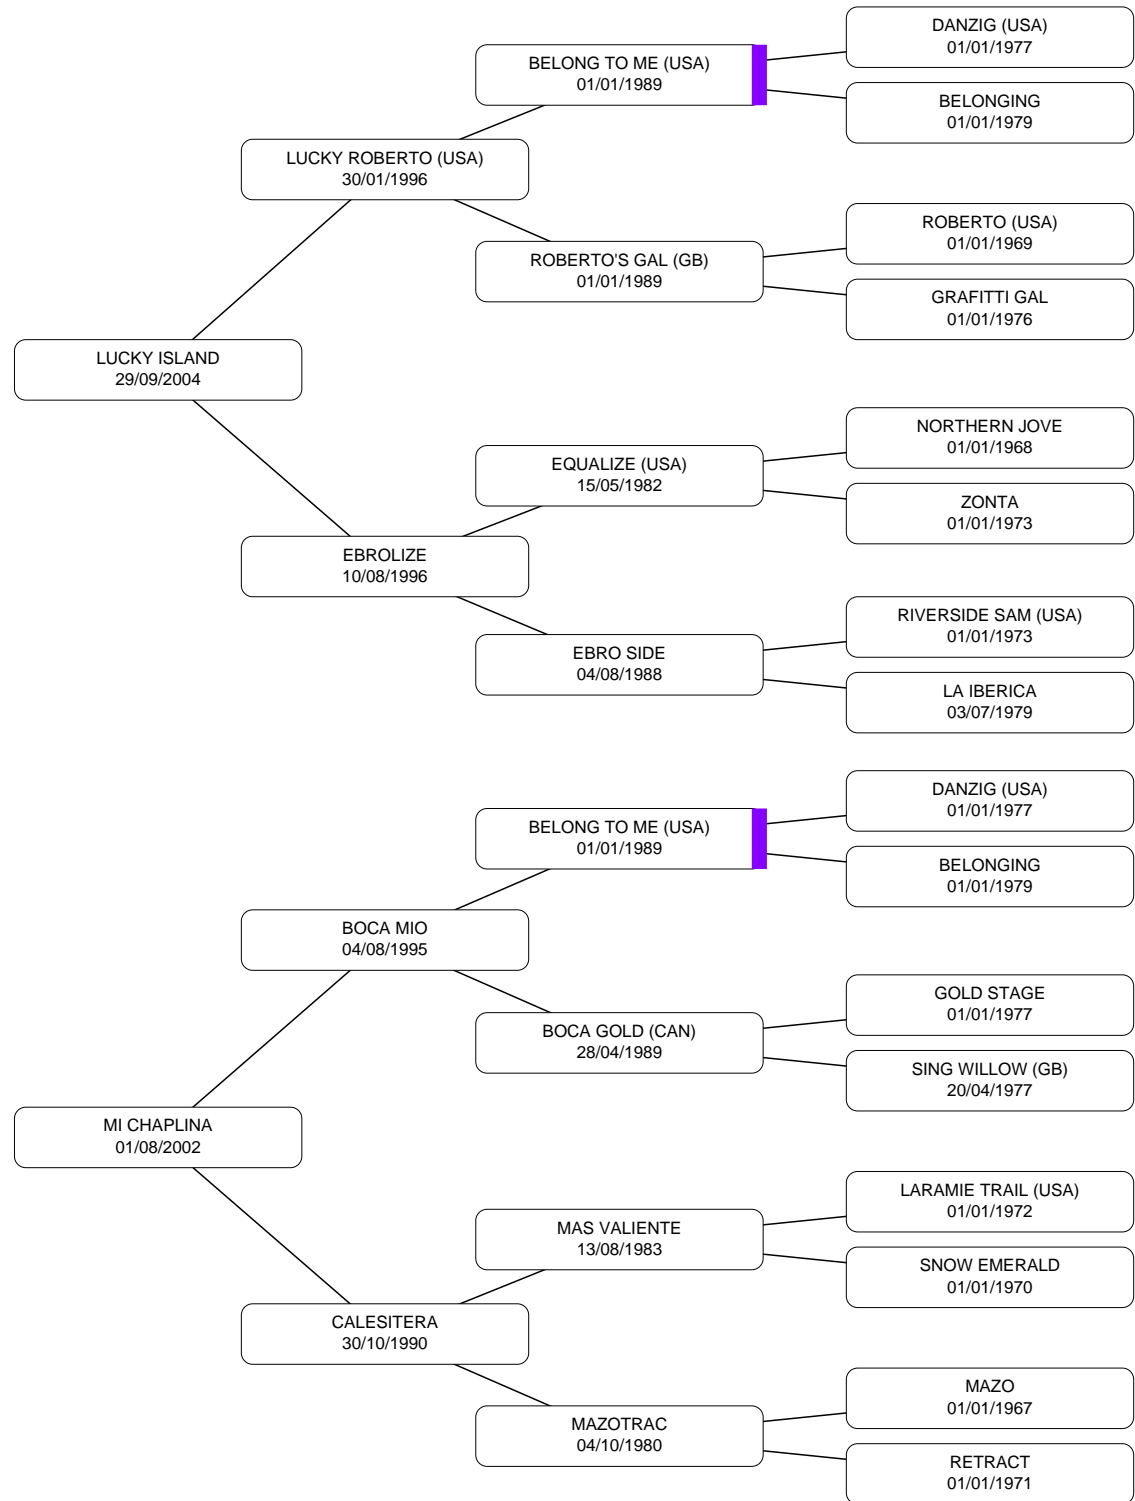 DANZIG (USA)
01/01/1977
BELONG TO ME (USA)
01/01/1989
BELONGING
01/01/1979
LUCKY ROBERTO (USA)
30/01/1996
ROBERTO (USA)
01/01/1969
ROBERTO'S GAL (GB)
01/01/1989
GRAFITTI GAL
01/01/1976
LUCKY ISLAND
29/09/2004
NORTHERN JOVE
01/01/1968
EQUALIZE (USA)
15/05/1982
ZONTA
01/01/1973
EBROLIZE
10/08/1996
RIVERSIDE SAM (USA)
01/01/1973
EBRO SIDE
04/08/1988
LA IBERICA
03/07/1979
DANZIG (USA)
01/01/1977
BELONG TO ME (USA)
01/01/1989
BELONGING
01/01/1979
BOCA MIO
04/08/1995
GOLD STAGE
01/01/1977
BOCA GOLD (CAN)
28/04/1989
SING WILLOW (GB)
20/04/1977
MI CHAPLINA
01/08/2002
LARAMIE TRAIL (USA)
01/01/1972
MAS VALIENTE
13/08/1983
SNOW EMERALD
01/01/1970
CALESITERA
30/10/1990
MAZO
01/01/1967
MAZOTRAC
04/10/1980
RETRACT
01/01/1971